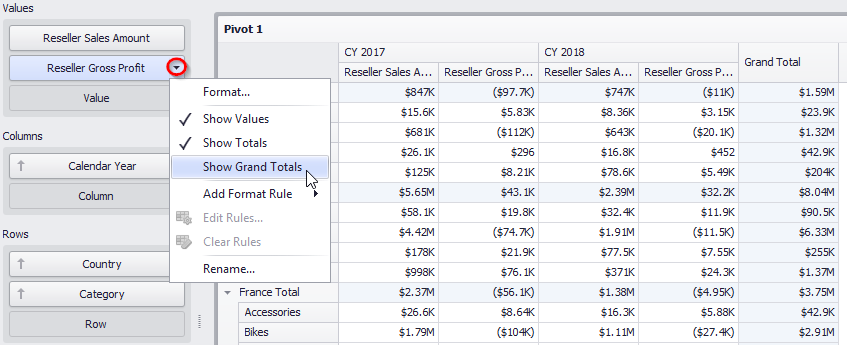 Values
Reseller Sales Amount
Reseller Gross Profit
Value
Columns
Calendar Year
Column
Rows
Country
Category
Row
Format...
Show Values
Show Totals
Show Grand Totals
Add Format Rule
Edit Rules...
Clear Rules
Rename...
Pivot 1
CY 2017 CY 2018 Grand Total
Reseller Sales A... Reseller Gross P... Reseller Sales A... Reseller Gross P...
$847K ($97.7K) $747K ($11K) $1.59M
$15.6K $5.83K $8.36K $3.15K $23.9K
$681K ($112K) $643K ($20.1K) $1.32M
$26.1K $296 $16.8K $452 $42.9K
$125K $8.21K $78.6K $5.49K $204K
$5.65M $43.1K $2.39M $32.2K $8.04M
$58.1K $19.8K $32.4K $11.9K $90.5K
$4.42M ($74.7K) $1.91M ($11.5K) $6.33M
$178K $21.9K $77.5K $7.55K $255K
$998K $76.1K $371K $24.3K $1.37M
France Total $2.37M ($56.1K) $1.38M ($4.95K) $3.75M
Accessories $26.6K $8.64K $16.3K $5.88K $42.9K
Bikes $1.79M ($104K) $1.11M ($27.4K) $2.91M